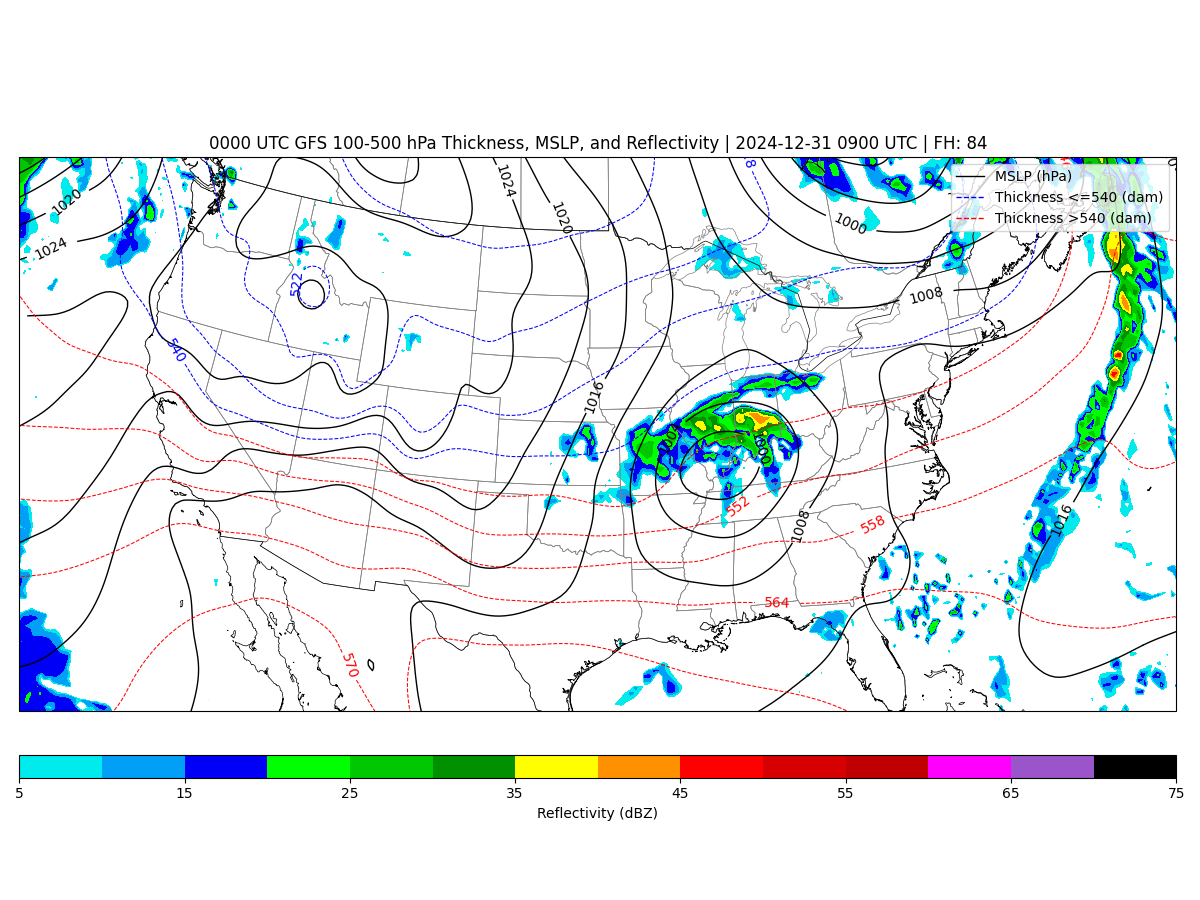 0000 UTC GFS 100-500 hPa Thickness, MSLP, and Reflectivity | 2024-12-31 0900 UTC | FH: 84
MSLP (hPa)
Thickness <=540 (dam)
Thickness >540 (dam)
1020
1024
1024
1020
1000
1008
522
540
1016
1000
552
558
1008
1016
564
570
5 15 25 35 45 55 65 75
Reflectivity (dBZ)